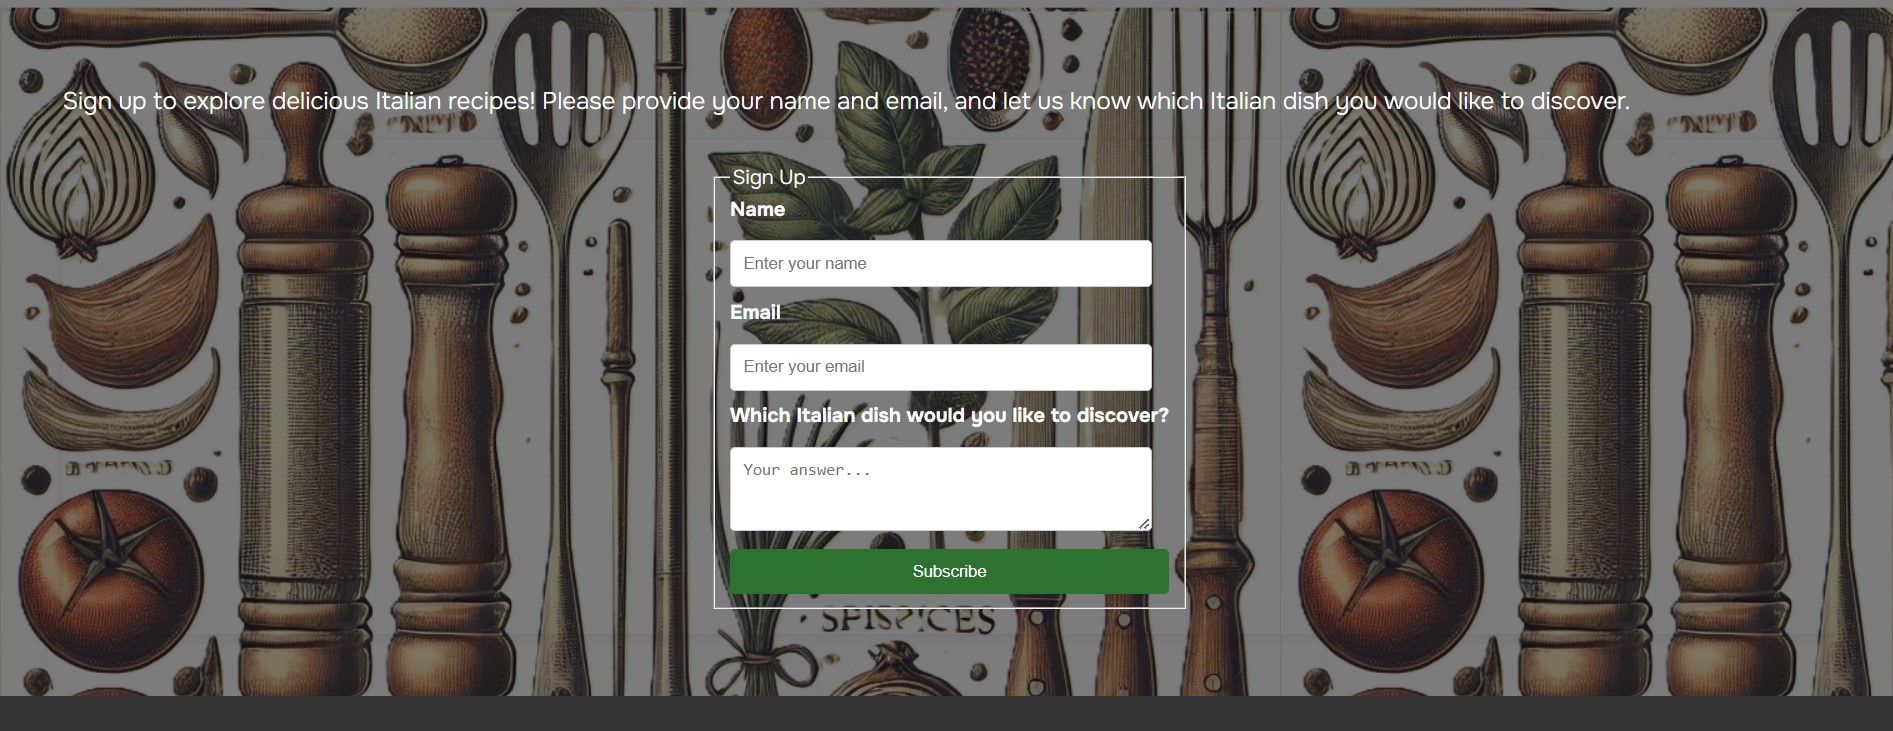 Sign up to explore delicious Italian recipes! Please provide your name and email, and let us know which Italian dish you would like to discover.
Sign Up
Name
Enter your name
Email
Enter your email
Which Italian dish would you like to discover?
Your answer...
Subscribe
SPISPICES